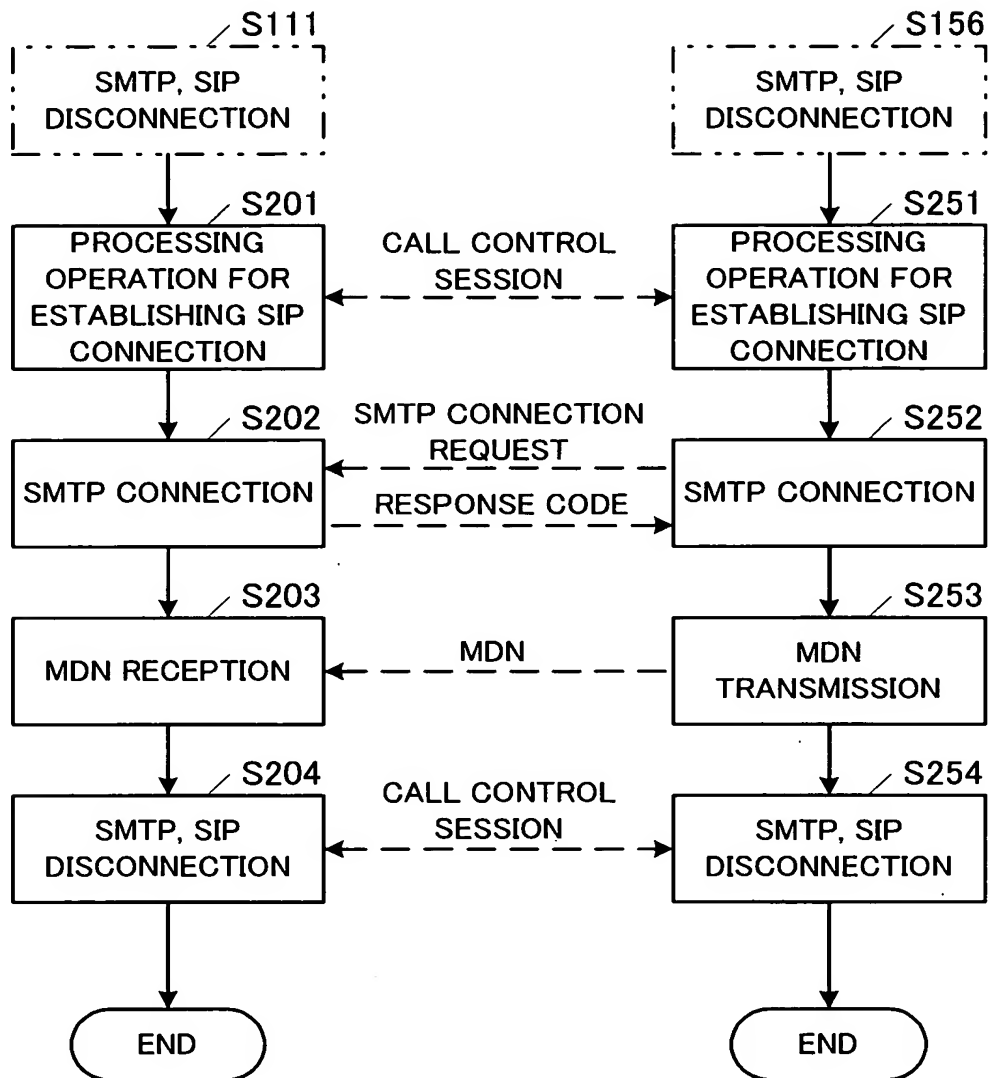 S111
S156
SMTP, SIP
DISCONNECTION
SMTP, SIP
DISCONNECTION
S201
S251
PROCESSING
OPERATION FOR
ESTABLISHING SIP
CONNECTION
CALL CONTROL
SESSION
PROCESSING
OPERATION FOR
ESTABLISHING SIP
CONNECTION
S202
S252
SMTP CONNECTION
SMTP CONNECTION
REQUEST
RESPONSE CODE
SMTP CONNECTION
S203
S253
MDN RECEPTION
MDN
MDN
TRANSMISSION
S204
S254
SMTP, SIP
DISCONNECTION
CALL CONTROL
SESSION
SMTP, SIP
DISCONNECTION
END
END